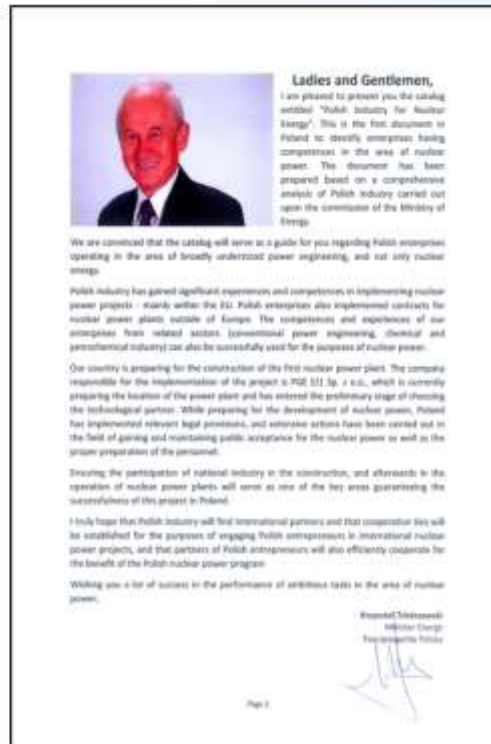 Ladies and Gentlemen,
I am pleased to present you the catalog
entitled "Polish Industry for Nuclear
Energy". This is the first document in
Poland to identify enterprises having
competences in the area of nuclear
power. The document has been
prepared based on a comprehensive
analysis of Polish industry carried out
upon the commission of the Ministry of
Energy.
We are convinced that the catalog will serve as a guide for you regarding Polish enterprises
operating in the area of broadly understood power engineering, and not only nuclear
energy.
Polish industry has gained significant experiences and competences in implementing nuclear
power projects - mainly within the EU. Polish enterprises also implemented contracts for
nuclear power plants outside of Europe. The competences and experiences of our
enterprises from related sectors (conventional power engineering, chemical and
petrochemical industry) can also be successfully used for the purposes of nuclear power.
Our country is preparing for the construction of the first nuclear power plant. The company
responsible for the implementation of the project is PGE EJ1 Sp. z o.o., which is currently
preparing the location of the power plant and has entered the preliminary stage of choosing
the technological partner. While preparing for the development of nuclear power, Poland
has implemented relevant legal provisions, and extensive actions have been carried out in
the field of gaining and maintaining public acceptance for the nuclear power as well as the
proper preparation of the personnel.
Ensuring the participation of national industry in the construction, and afterwards in the
operation of nuclear power plants will serve as one of the key areas guaranteeing the
successfulness of this project in Poland.
I truly hope that Polish industry will find international partners and that cooperation ties will
be established for the purposes of engaging Polish entrepreneurs in international nuclear
power projects, and that partners of Polish entrepreneurs will also efficiently cooperate for
the benefit of the Polish nuclear power program
Wishing you a lot of success in the performance of ambitious tasks in the area of nuclear
power,
Krzysztof Tchórzewski
Minister Energii
Page